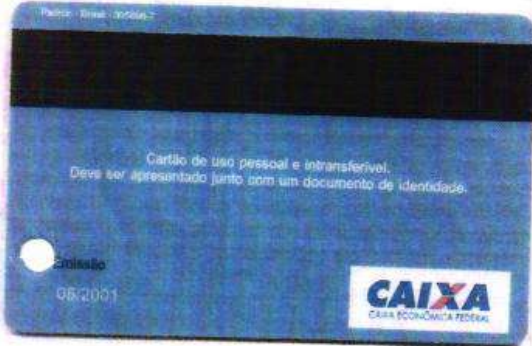 Cartão de uso pessoal e intransferível.
Deve ser apresentado junto com um documento de identidade.
Emissão
06/2001
CAIXA
CAIXA ECONÔMICA FEDERAL